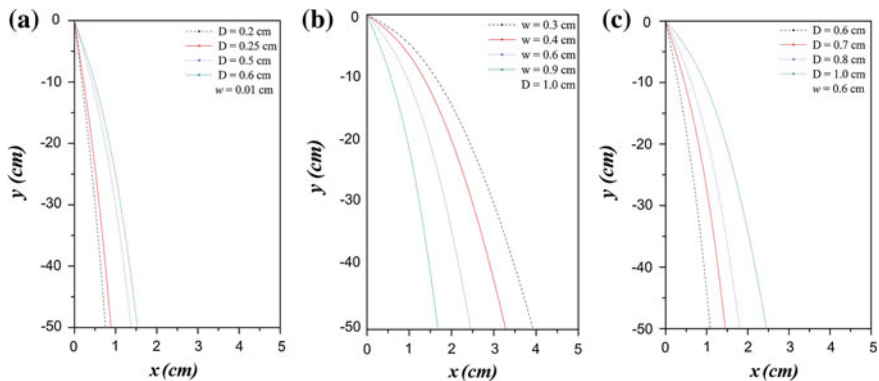 (a)
D = 0.2 cm
D = 0.25 cm
D = 0.5 cm
D = 0.6 cm
w = 0.01 cm
0
-10
-20
-30
-40
-50
y (cm)
0 1 2 3 4 5
x (cm)
(b)
w = 0.3 cm
w = 0.4 cm
w = 0.6 cm
w = 0.9 cm
D = 1.0 cm
0
-10
-20
-30
-40
-50
y (cm)
0 1 2 3 4 5
x (cm)
(c)
D = 0.6 cm
D = 0.7 cm
D = 0.8 cm
D = 1.0 cm
w = 0.6 cm
0
-10
-20
-30
-40
-50
y (cm)
0 1 2 3 4 5
x (cm)